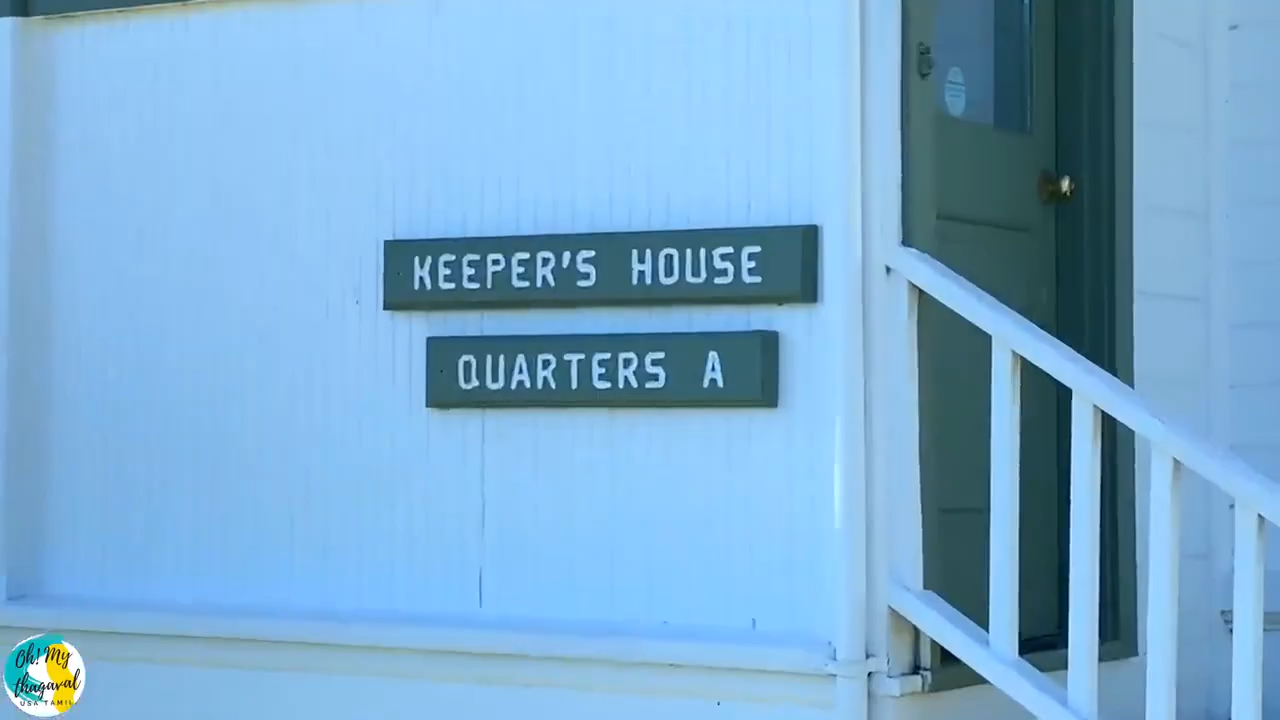 KEEPER'S HOUSE
QUARTERS A
Oh! My
thagaval
USA TAMIL